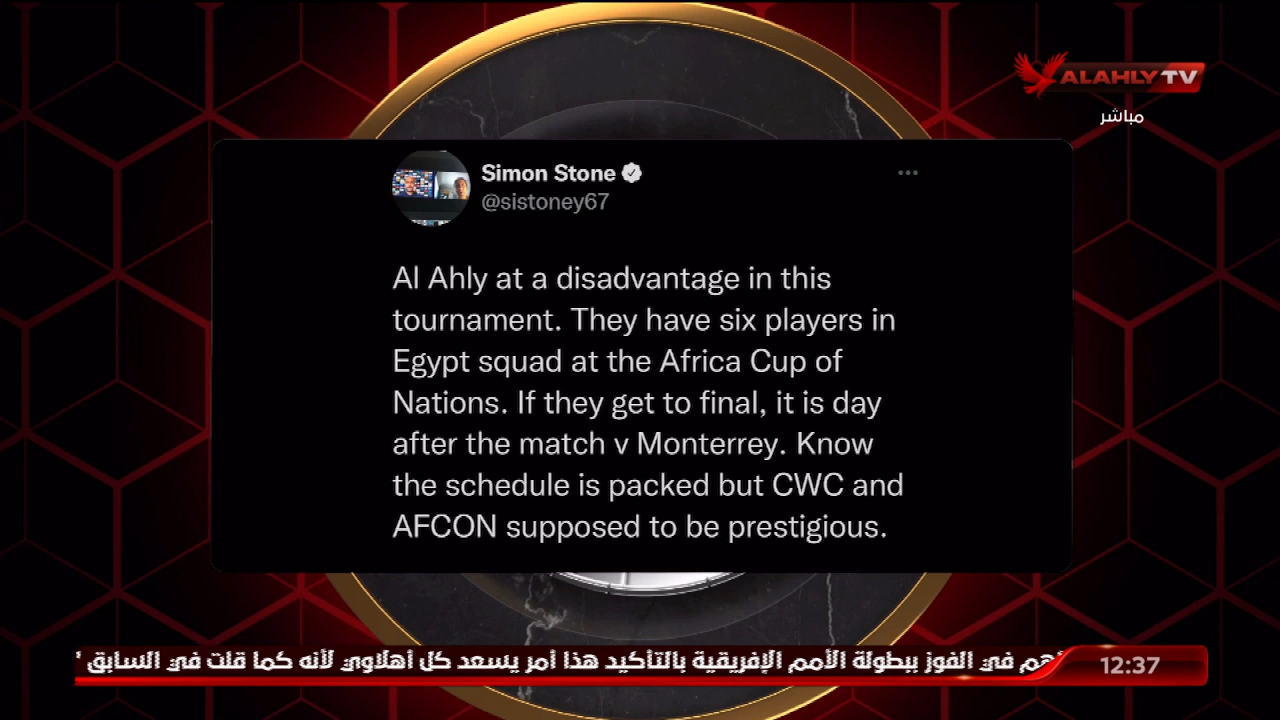 ALAHLY TV
مباشر
Simon Stone
@sistoney67
Al Ahly at a disadvantage in this
tournament. They have six players in
Egypt squad at the Africa Cup of
Nations. If they get to final, it is day
after the match v Monterrey. Know
the schedule is packed but CWC and
AFCON supposed to be prestigious.
في الفوز ببطولة الأمم الإفريقية بالتأكيد هذا أمر يسعد كل أهلاوي لأنه كما قلت في السابق
12:37